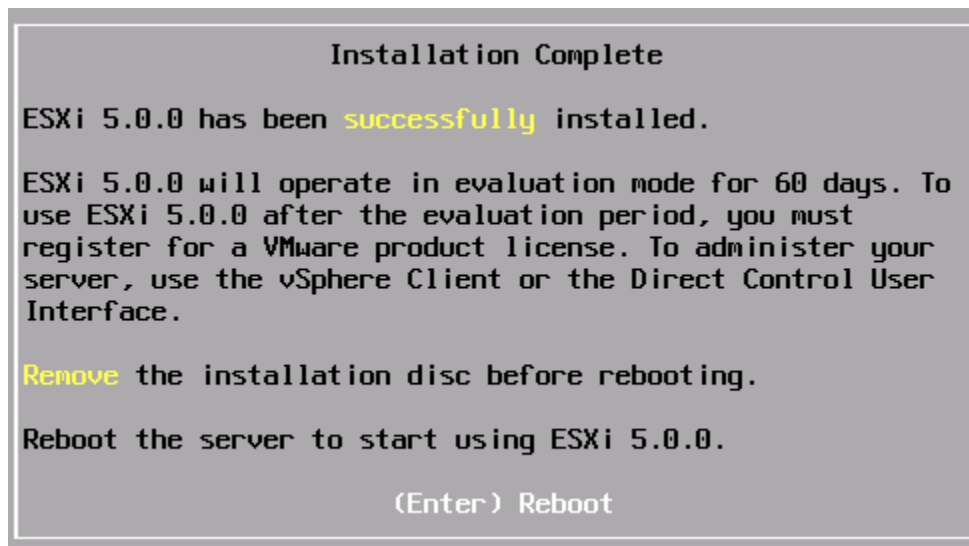 Installation Complete
ESXi 5.0.0 has been successfully installed.
ESXi 5.0.0 will operate in evaluation mode for 60 days. To
use ESXi 5.0.0 after the evaluation period, you must
register for a VMware product license. To administer your
server, use the vSphere Client or the Direct Control User
Interface.
Remove the installation disc before rebooting.
Reboot the server to start using ESXi 5.0.0.
(Enter) Reboot